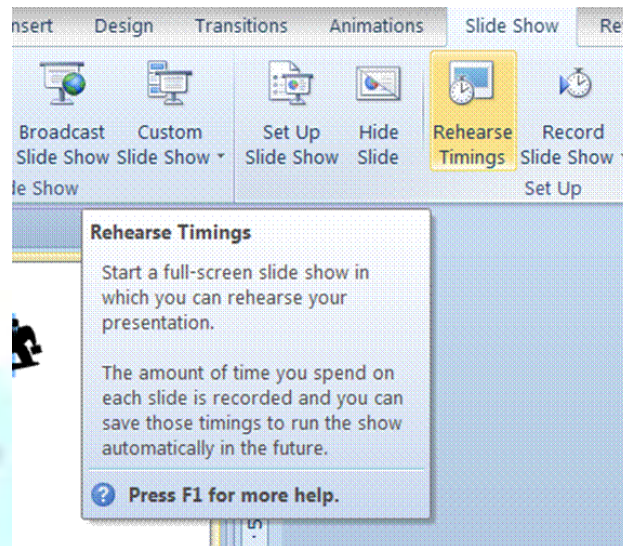 nsert Design Transitions Animations Slide Show Re
Broadcast Slide Show
Custom Slide Show
Set Up Slide Show
Hide Slide
Rehearse Timings
Record Slide Show
de Show
Set Up
Rehearse Timings
Start a full-screen slide show in
which you can rehearse your
presentation.
The amount of time you spend on
each slide is recorded and you can
save those timings to run the show
automatically in the future.
Press F1 for more help.
5